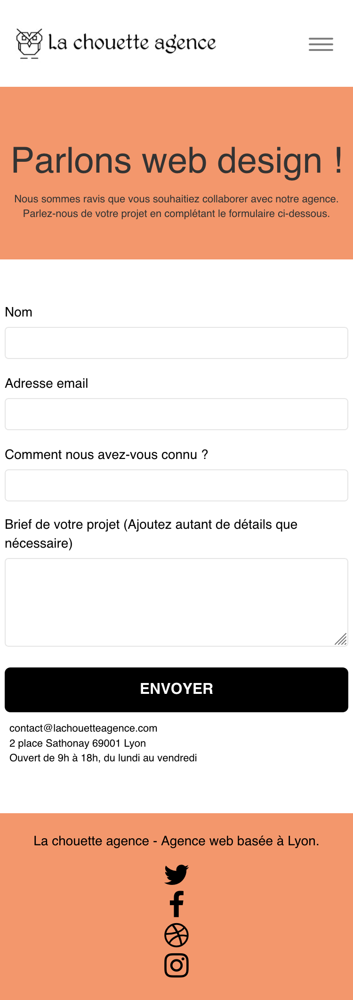 La chouette agence
Parlons web design !
Nous sommes ravis que vous souhaitiez collaborer avec notre agence.
Parlez-nous de votre projet en complétant le formulaire ci-dessous.
Nom
Adresse email
Comment nous avez-vous connu ?
Brief de votre projet (Ajoutez autant de détails que
nécessaire)
ENVOYER
contact@lachouetteagence.com
2 place Sathonay 69001 Lyon
Ouvert de 9h à 18h, du lundi au vendredi
La chouette agence - Agence web basée à Lyon.